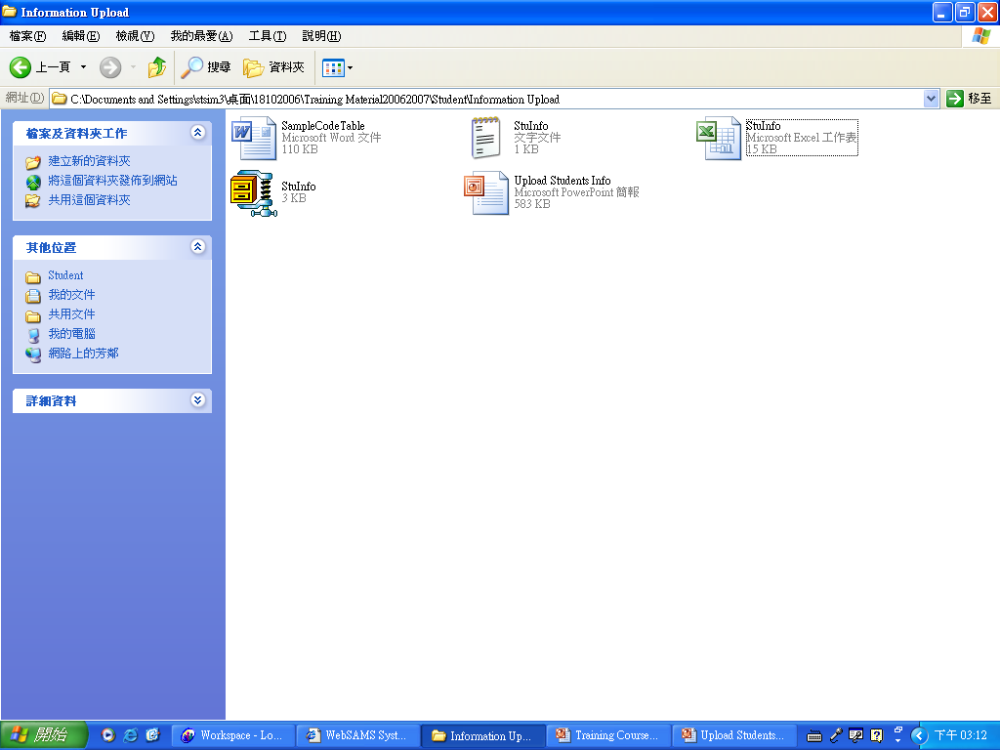 Information Upload
檔案(F) 編輯(E) 檢視(V) 我的最愛(A) 工具(T) 說明(H)
上一頁 搜尋 資料夾
網址(D) C:\Documents and Settings\stsim3\桌面\18102006\Training Material20062007\Student\Information Upload 移至
檔案及資料夾工作
建立新的資料夾
將這個資料夾發佈到網站
共用這個資料夾
其他位置
Student
我的文件
共用文件
我的電腦
網路上的芳鄰
詳細資料
SampleCodeTable
Microsoft Word 文件
110 KB
StuInfo
文字文件
1 KB
StuInfo
Microsoft Excel 工作表
15 KB
StuInfo
3 KB
Upload Students Info
Microsoft PowerPoint 簡報
583 KB
開始 Workspace - Lo... WebSAMS Syst... Information Up... Training Course... Upload Students... 下午 03:12